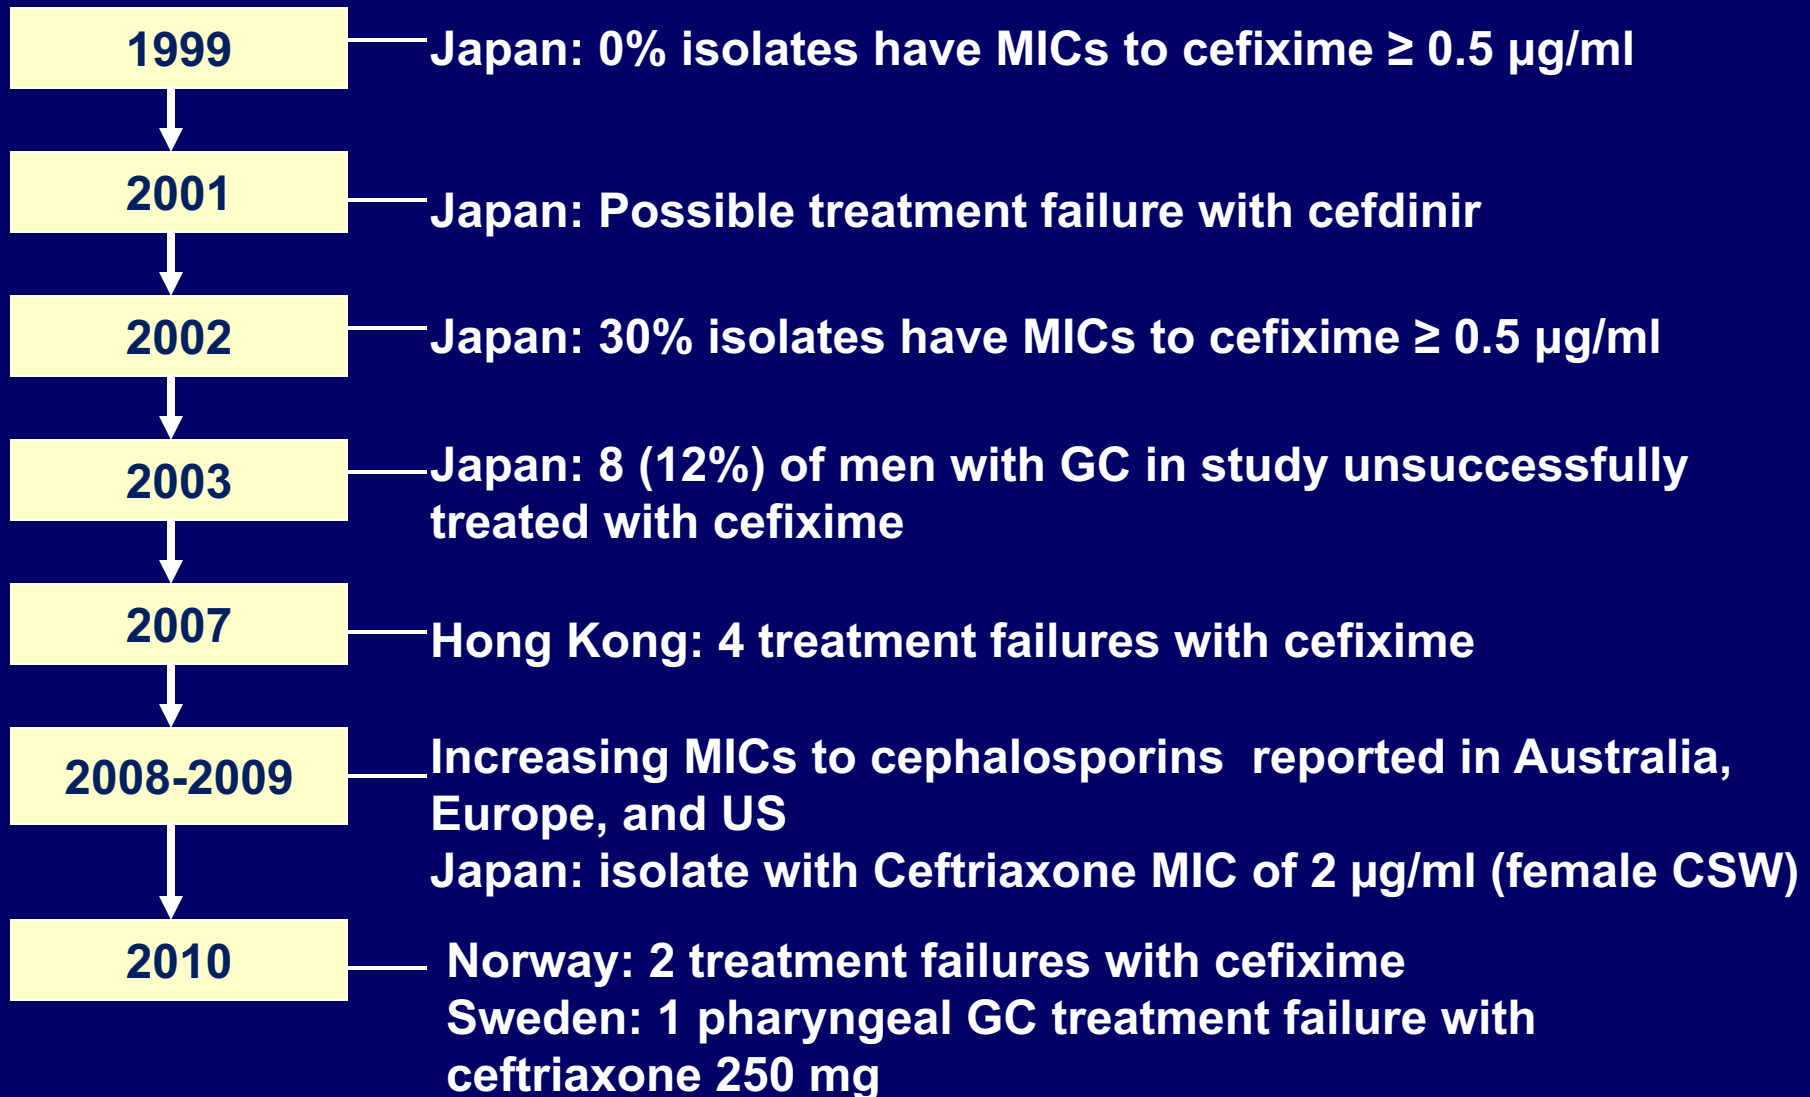 1999
Japan: 0% isolates have MICs to cefixime ≥ 0.5 µg/ml
2001
Japan: Possible treatment failure with cefdinir
2002
Japan: 30% isolates have MICs to cefixime ≥ 0.5 µg/ml
2003
Japan: 8 (12%) of men with GC in study unsuccessfully
treated with cefixime
2007
Hong Kong: 4 treatment failures with cefixime
2008-2009
Increasing MICs to cephalosporins  reported in Australia,
Europe, and US
Japan: isolate with Ceftriaxone MIC of 2 µg/ml (female CSW)
2010
Norway: 2 treatment failures with cefixime
Sweden: 1 pharyngeal GC treatment failure with
ceftriaxone 250 mg